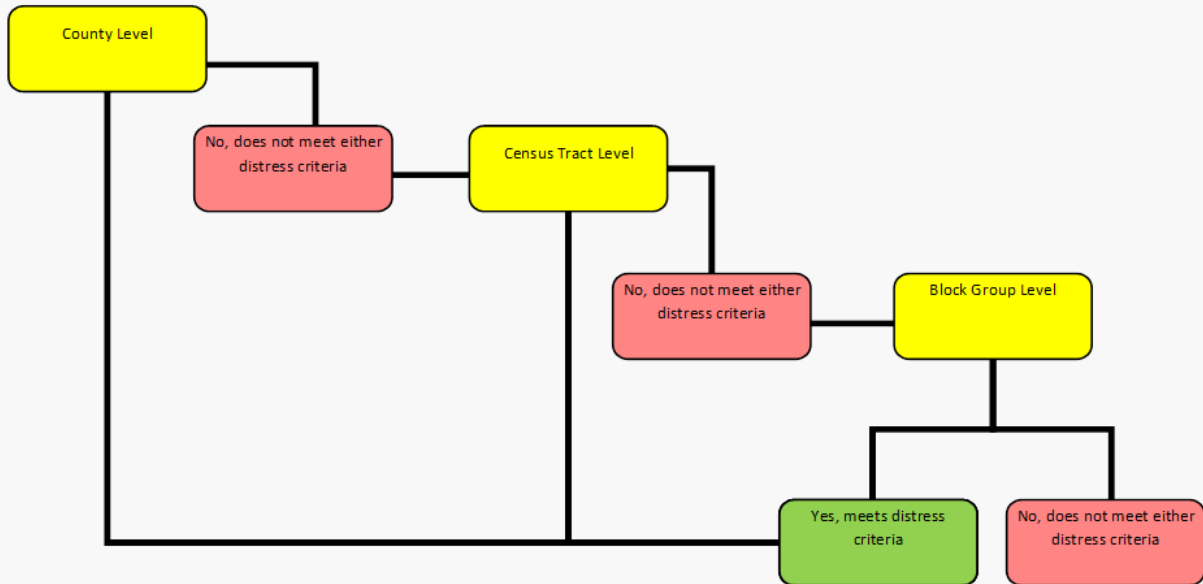 County Level
No, does not meet either
distress criteria
Census Tract Level
No, does not meet either
distress criteria
Block Group Level
Yes, meets distress
criteria
No, does not meet either
distress criteria